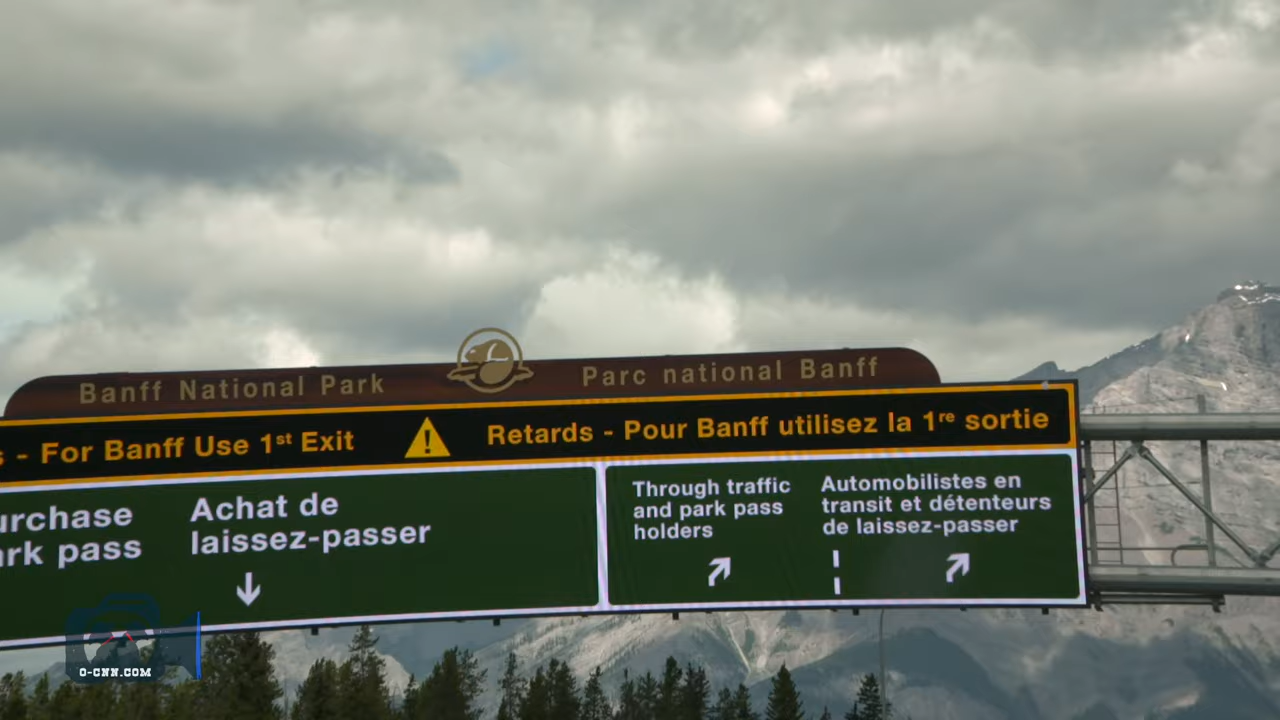 Banff National Park
Parc national Banff
- For Banff Use 1st Exit
Retards - Pour Banff utilisez la 1re sortie
Achat de
laissez-passer
pass
Through traffic
and park pass
holders
Automobilistes en
transit et détenteurs
de laissez-passer
O-CNN.COM